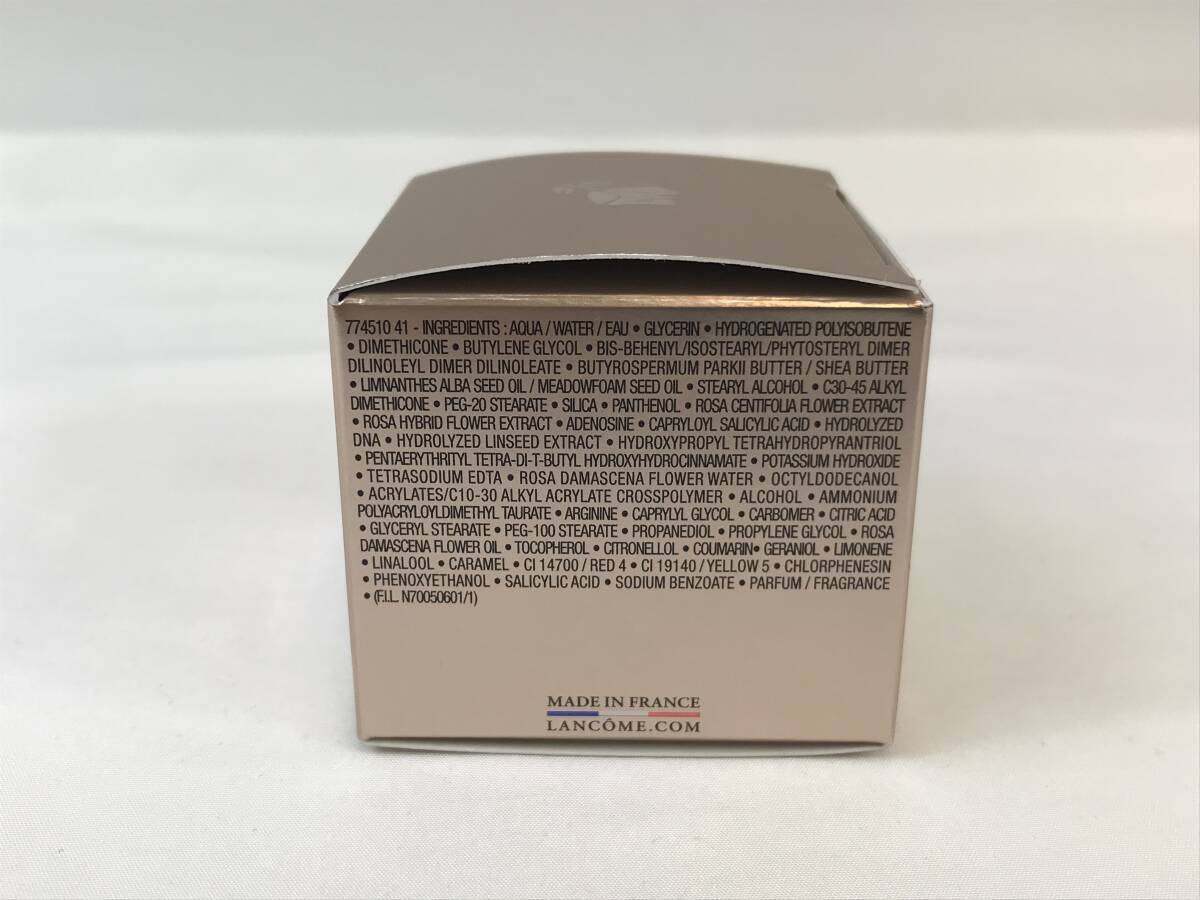 774510 41 - INGREDIENTS : AQUA / WATER / EAU • GLYCERIN • HYDROGENATED POLYISOBUTENE
• DIMETHICONE • BUTYLENE GLYCOL • BIS-BEHENYL/ISOSTEARYL/PHYTOSTERYL DIMER
DILINOLEYL DIMER DILINOLEATE • BUTYROSPERMUM PARKII BUTTER / SHEA BUTTER
• LIMNANTHES ALBA SEED OIL / MEADOWFOAM SEED OIL • STEARYL ALCOHOL • C30-45 ALKYL
DIMETHICONE • PEG-20 STEARATE • SILICA • PANTHENOL • ROSA CENTIFOLIA FLOWER EXTRACT
• ROSA HYBRID FLOWER EXTRACT • ADENOSINE • CAPRYLOYL SALICYLIC ACID • HYDROLYZED
DNA • HYDROLYZED LINSEED EXTRACT • HYDROXYPROPYL TETRAHYDROPYRANTRIOL
• PENTAERYTHRITYL TETRA-DI-T-BUTYL HYDROXYHYDROCINNAMATE • POTASSIUM HYDROXIDE
• TETRASODIUM EDTA • ROSA DAMASCENA FLOWER WATER • OCTYLDODECANOL
• ACRYLATES/C10-30 ALKYL ACRYLATE CROSSPOLYMER • ALCOHOL • AMMONIUM
POLYACRYLOYLDIMETHYL TAURATE • ARGININE • CAPRYLYL GLYCOL • CARBOMER • CITRIC ACID
• GLYCERYL STEARATE • PEG-100 STEARATE • PROPANEDIOL • PROPYLENE GLYCOL • ROSA
DAMASCENA FLOWER OIL • TOCOPHEROL • CITRONELLOL • COUMARIN• GERANIOL • LIMONENE
• LINALOOL • CARAMEL • CI 14700 / RED 4 • CI 19140 / YELLOW 5 • CHLORPHENESIN
• PHENOXYETHANOL • SALICYLIC ACID • SODIUM BENZOATE • PARFUM / FRAGRANCE
• (F.I.L. N70050601/1)
MADE IN FRANCE
LANCÔME.COM